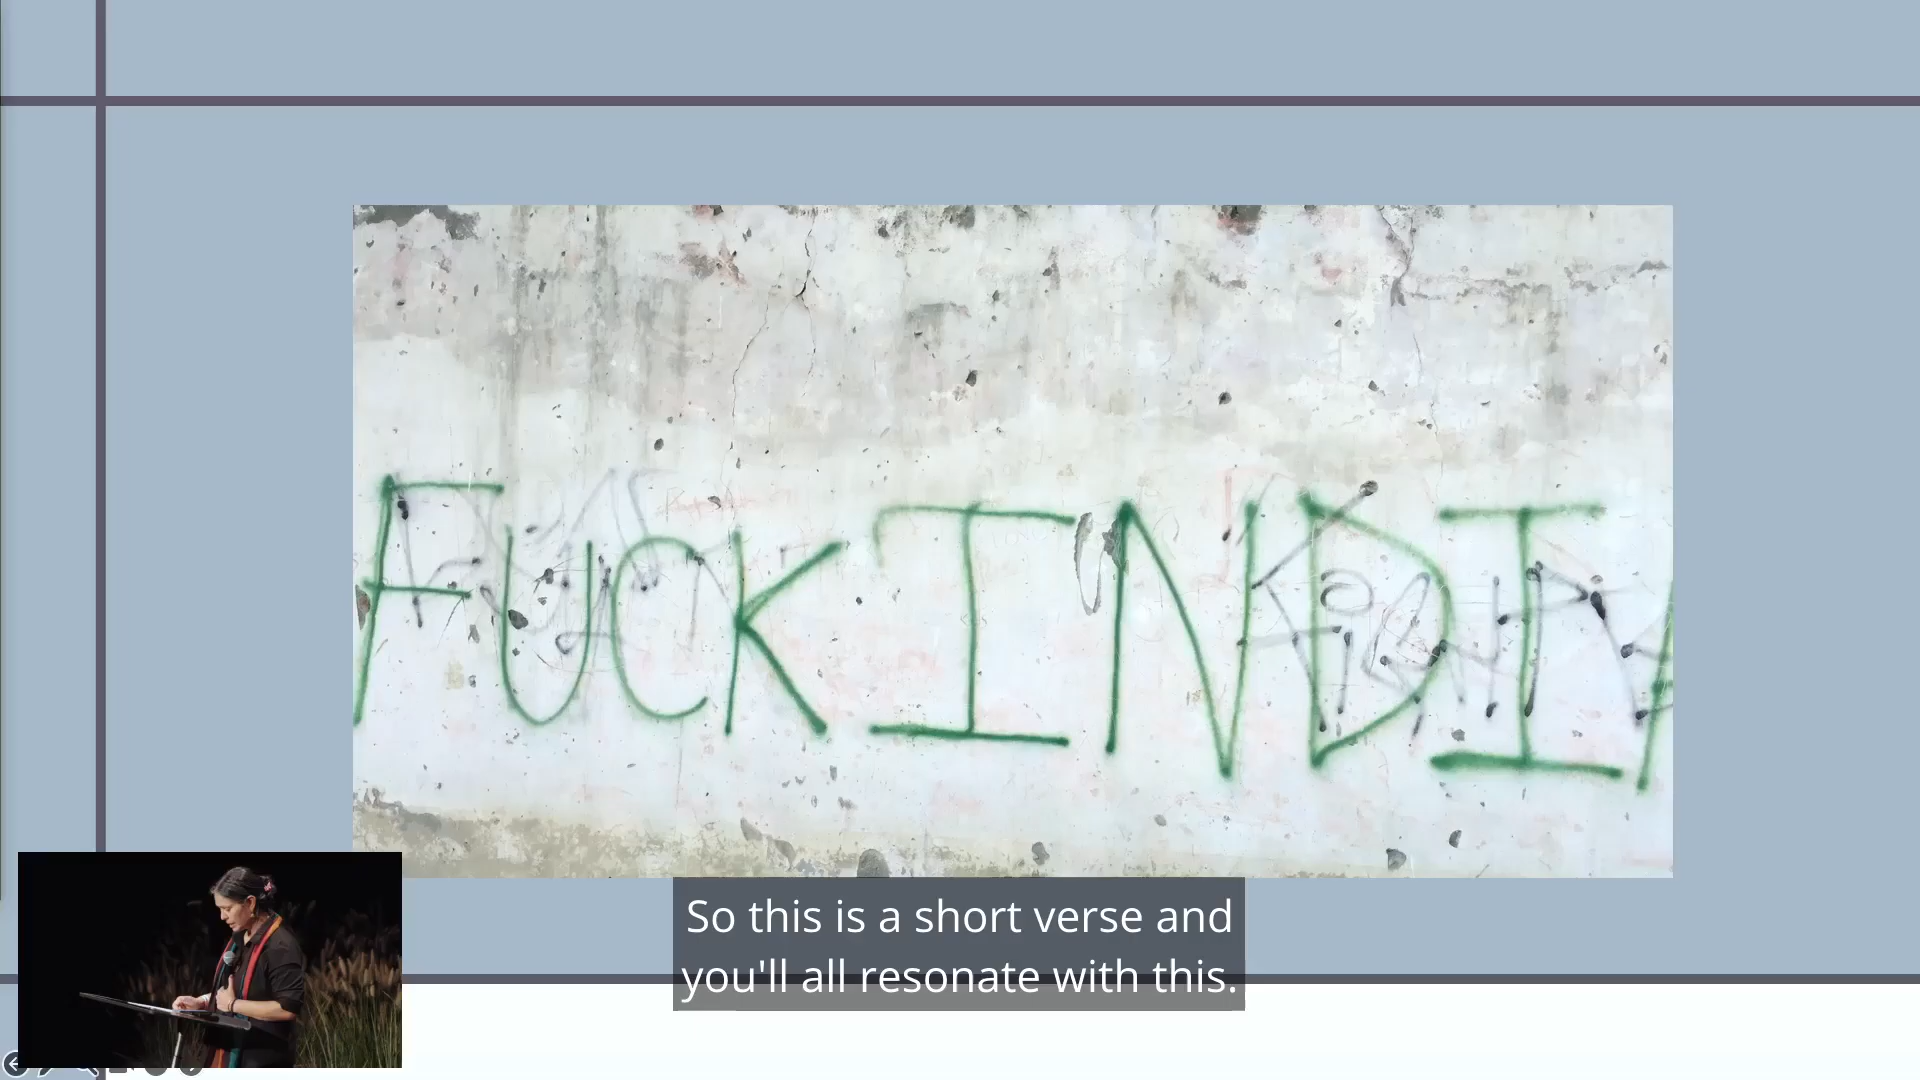 FUCK INDIA
So this is a short verse and
you'll all resonate with this.